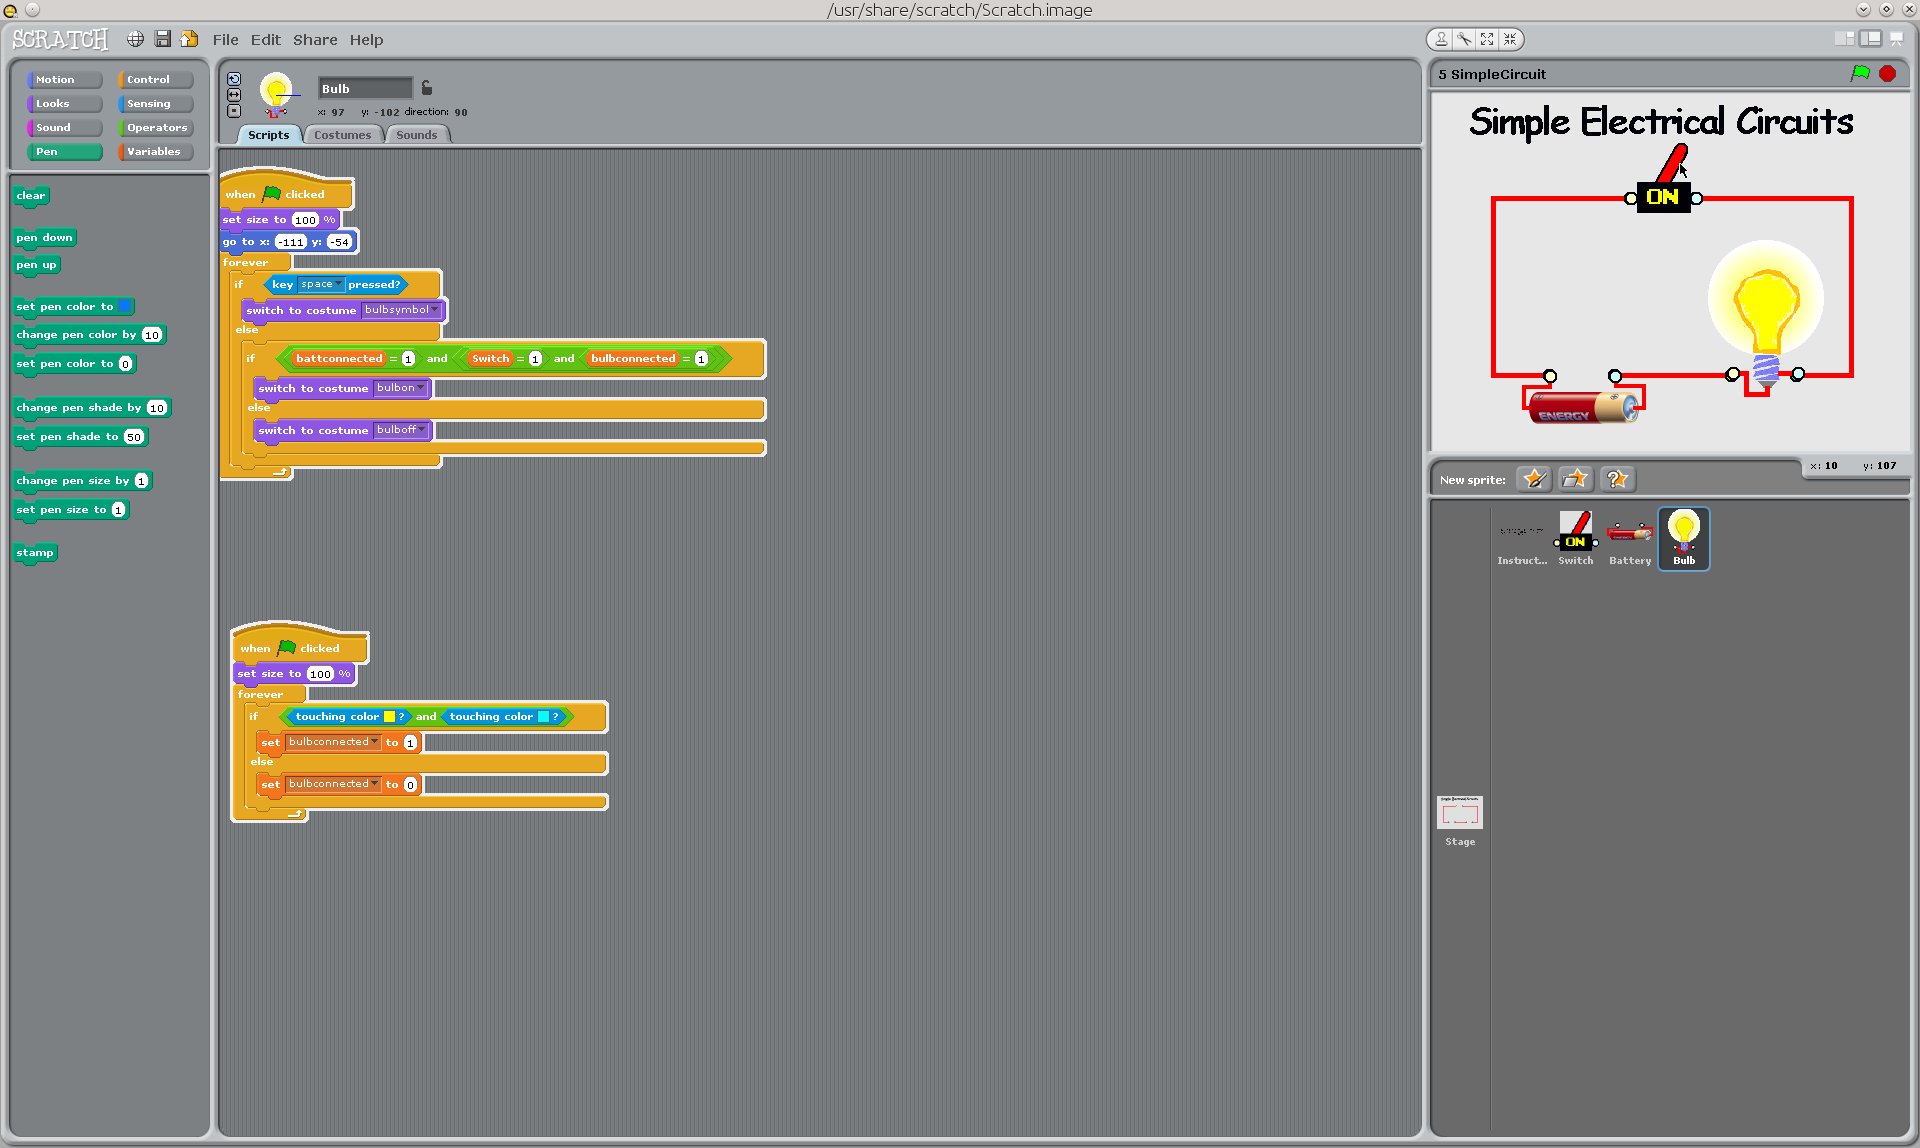 /usr/share/scratch/Scratch.image
SCRATCH
File Edit Share Help
Motion Control
Looks Sensing
Sound Operators
Pen Variables
clear
pen down
pen up
set pen color to
change pen color by 10
set pen color to 0
change pen shade by 10
set pen shade to 50
change pen size by 1
set pen size to 1
stamp
Bulb
x: 97 y: -102 direction: 90
Scripts Costumes Sounds
when clicked
set size to 100 %
go to x: -111 y: -54
forever
if key space pressed?
switch to costume bulbsymbol
else
if battconnected = 1 and Switch = 1 and bulbconnected = 1
switch to costume bulbon
else
switch to costume bulboff
when clicked
set size to 100 %
forever
if touching color ? and touching color ?
set bulbconnected to 1
else
set bulbconnected to 0
5 SimpleCircuit
Simple Electrical Circuits
ON
ENERGY
x: 10 y: 107
New sprite:
ON
Instruct... Switch Battery Bulb
Stage